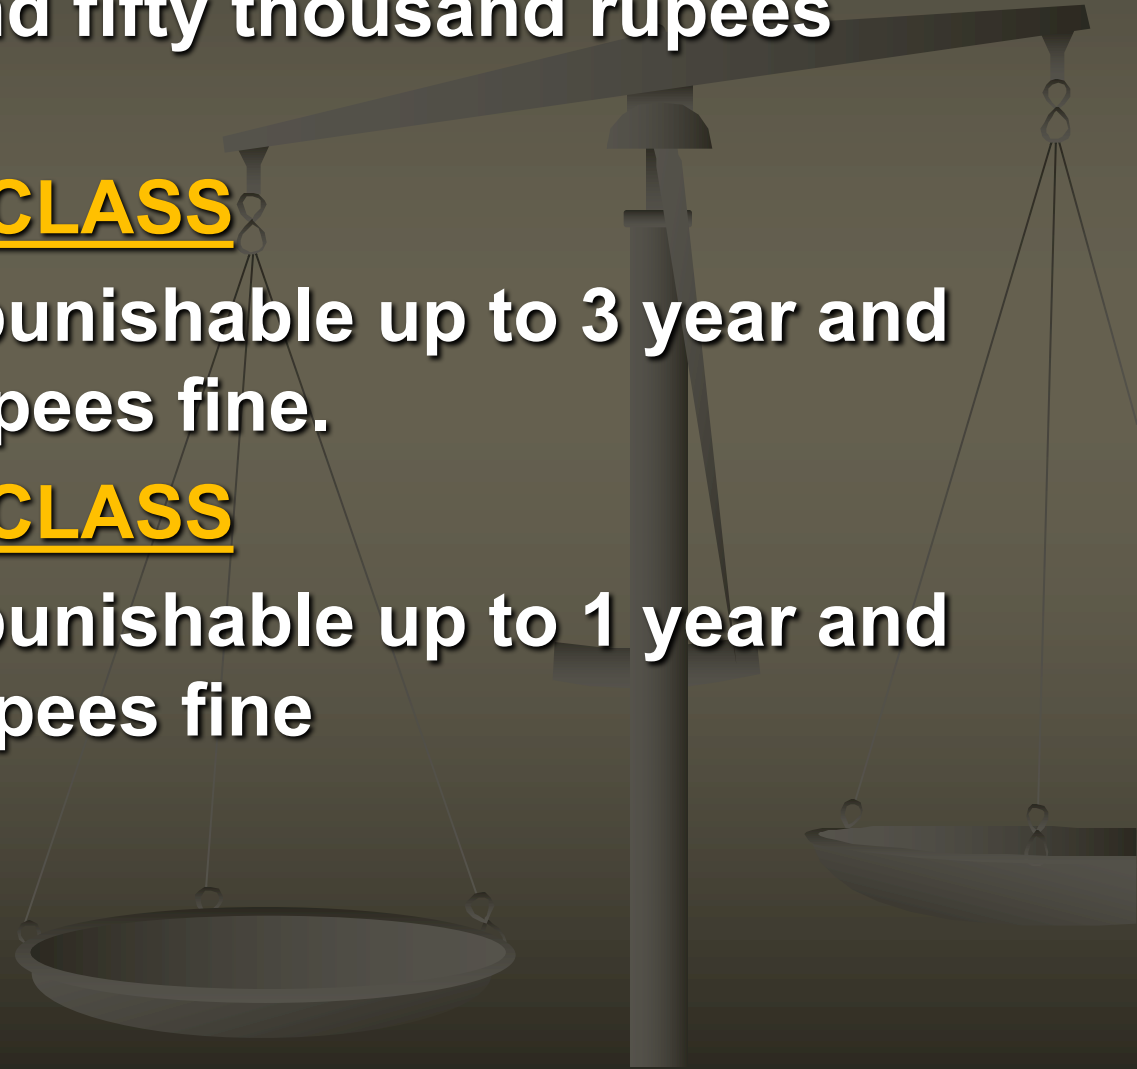 nd fifty thousand rupees
CLASS
punishable up to 3 year and
pees fine.
CLASS
punishable up to 1 year and
pees fine